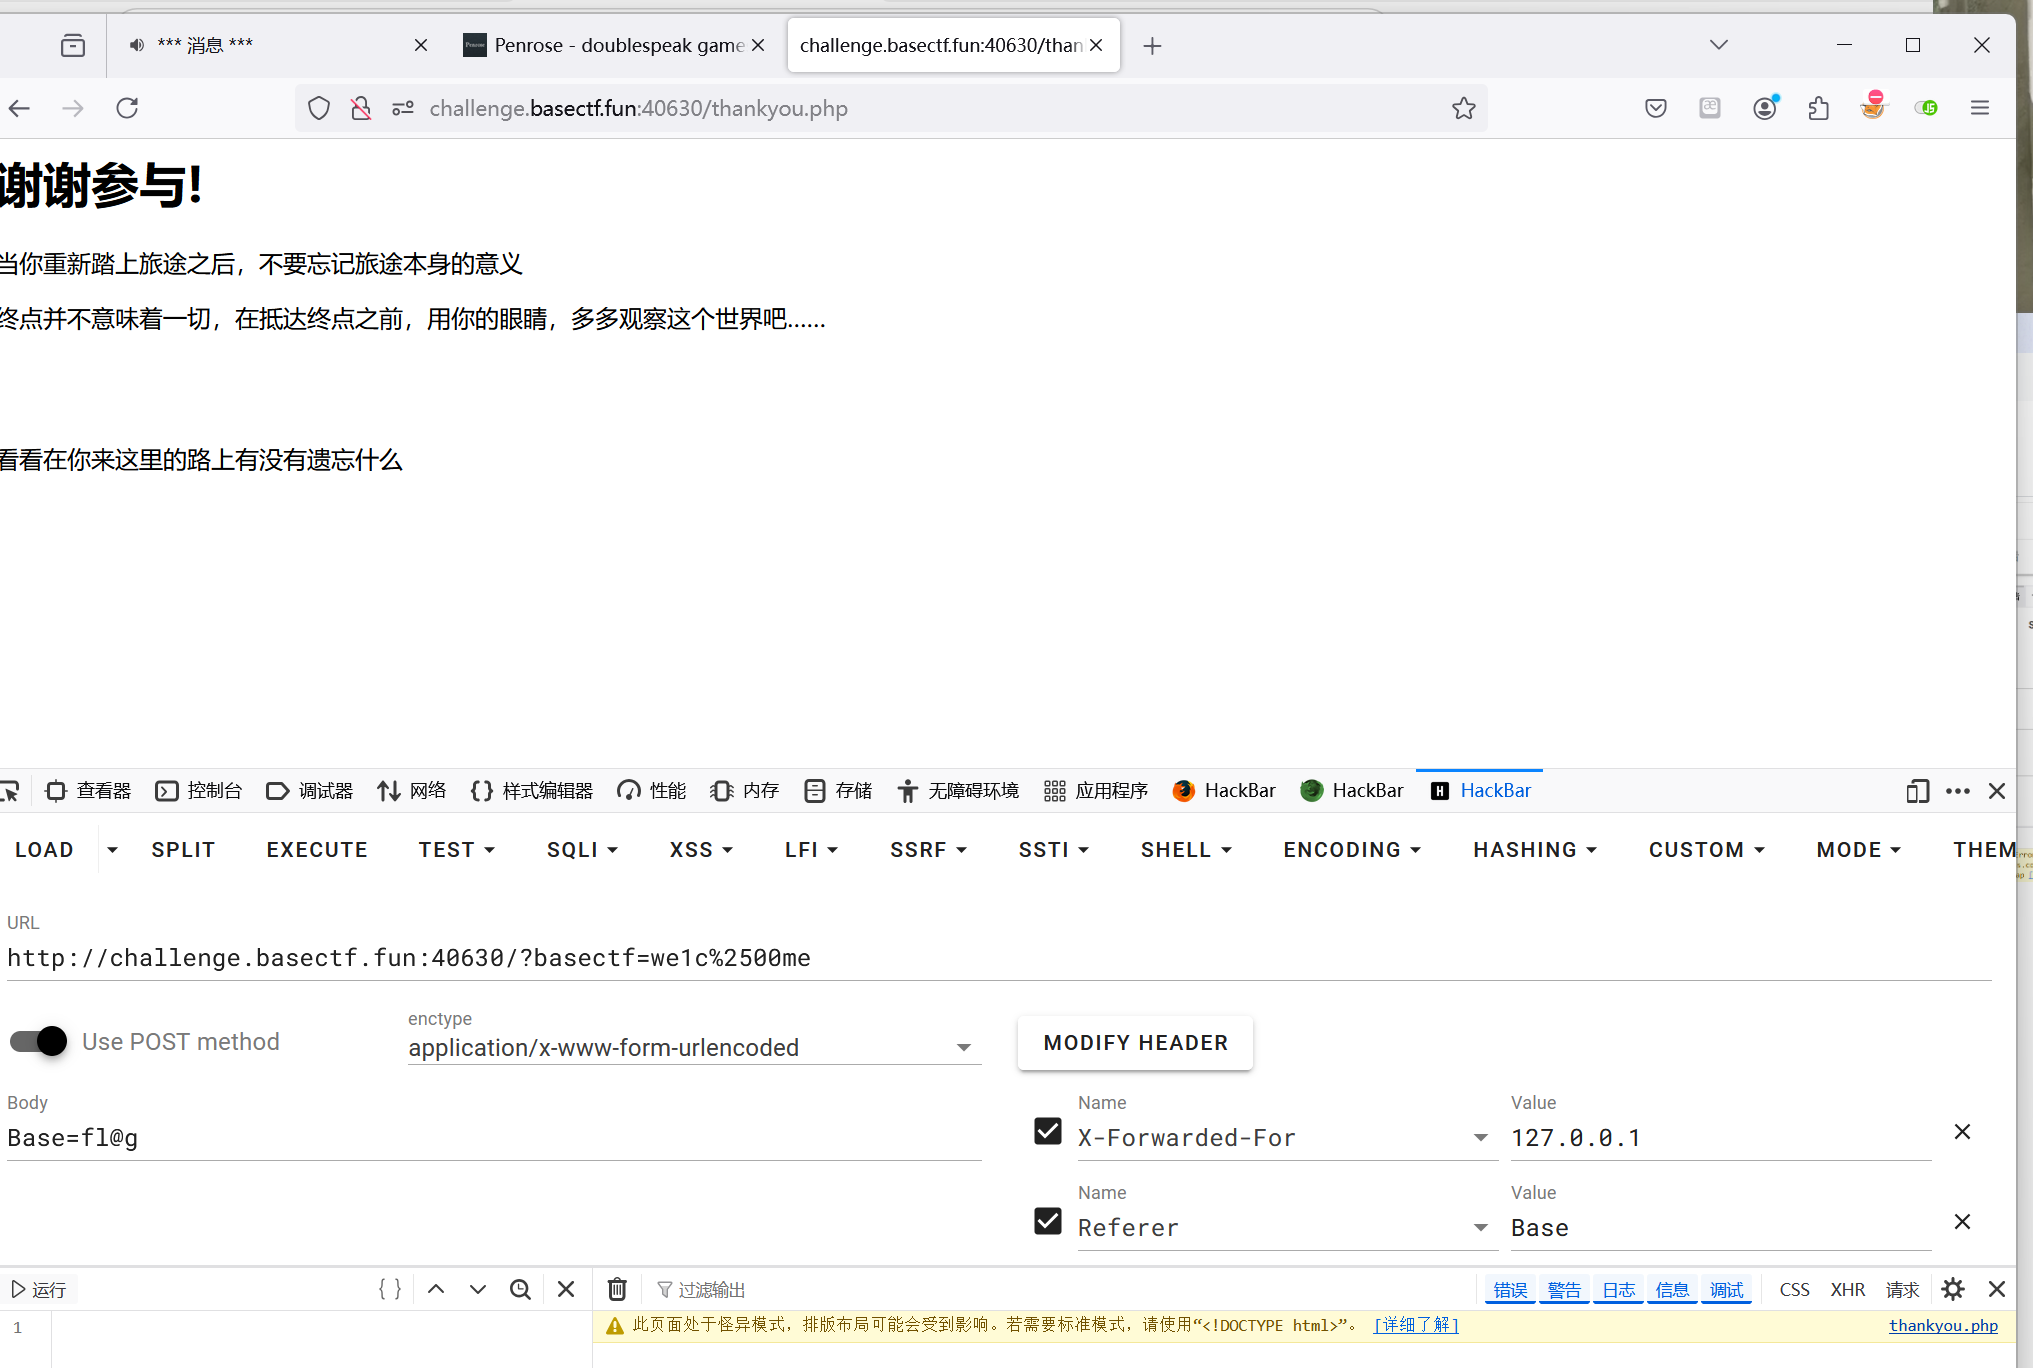 *** 消息 ***
Penrose - doublespeak game
challenge.basectf.fun:40630/than
challenge.basectf.fun:40630/thankyou.php
谢谢参与!
当你重新踏上旅途之后，不要忘记旅途本身的意义
终点并不意味着一切，在抵达终点之前，用你的眼睛，多多观察这个世界吧……
看看在你来这里的路上有没有遗忘什么
查看器 控制台 调试器 网络 样式编辑器 性能 内存 存储 无障碍环境 应用程序 HackBar HackBar HackBar
LOAD SPLIT EXECUTE TEST SQLI XSS LFI SSRF SSTI SHELL ENCODING HASHING CUSTOM MODE THEM
URL
http://challenge.basectf.fun:40630/?basectf=we1c%2500me
Use POST method
enctype
application/x-www-form-urlencoded
MODIFY HEADER
Body
Base=fl@g
Name
X-Forwarded-For
Value
127.0.0.1
Name
Referer
Value
Base
运行
过滤输出
错误 警告 日志 信息 调试 CSS XHR 请求
1
此页面处于怪异模式，排版布局可能会受到影响。若需要标准模式，请使用“<!DOCTYPE html>”。 [详细了解]
thankyou.php